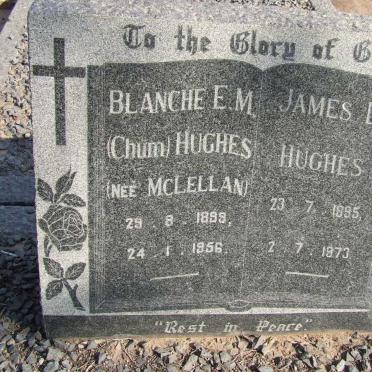 To the Glory of G
BLANCHE E.M.
(Chum) HUGHES
(NEE McLELLAN)
29 . 8 . 1899,
24 . 1 . 1956.
JAMES
HUGHES
23 . 7 . 1895,
2 . 7 . 1973
"Rest in Peace."